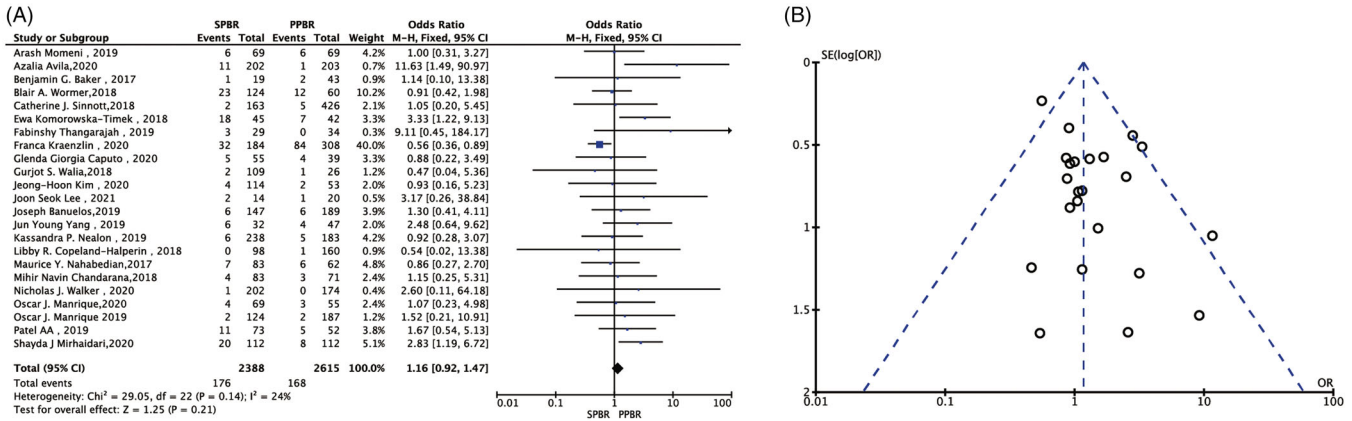 (A)
SPBR PPBR Odds Ratio Odds Ratio
Study or Subgroup Events Total Events Total Weight M-H, Fixed, 95% CI M-H, Fixed, 95% CI
Arash Momeni , 2019 6 69 6 69 4.2% 1.00 [0.31, 3.27]
Azalia Avila,2020 11 202 1 203 0.7% 11.63 [1.49, 90.97]
Benjamin G. Baker , 2017 1 19 2 43 0.9% 1.14 [0.10, 13.38]
Blair A. Wormer,2018 23 124 12 60 10.2% 0.91 [0.42, 1.98]
Catherine J. Sinnott,2018 2 163 5 426 2.1% 1.05 [0.20, 5.45]
Ewa Komorowska-Timek , 2018 18 45 7 42 3.3% 3.33 [1.22, 9.13]
Fabinshy Thangarajah , 2019 3 29 0 34 0.3% 9.11 [0.45, 184.17]
Franca Kraenzlin , 2020 32 184 84 308 40.0% 0.56 [0.36, 0.89]
Glenda Giorgia Caputo , 2020 5 55 4 39 3.3% 0.88 [0.22, 3.49]
Gurjot S. Walia,2018 2 109 1 26 1.2% 0.47 [0.04, 5.36]
Jeong-Hoon Kim , 2020 4 114 2 53 2.0% 0.93 [0.16, 5.23]
Joon Seok Lee , 2021 2 14 1 20 0.5% 3.17 [0.26, 38.84]
Joseph Banuelos,2019 6 147 6 189 3.9% 1.30 [0.41, 4.11]
Jun Young Yang , 2019 6 32 4 47 2.0% 2.48 [0.64, 9.62]
Kassandra P. Nealon , 2019 6 238 5 183 4.2% 0.92 [0.28, 3.07]
Libby R. Copeland-Halperin , 2018 0 98 1 160 0.9% 0.54 [0.02, 13.38]
Maurice Y. Nahabedian,2017 7 83 6 62 4.8% 0.86 [0.27, 2.70]
Mihir Navin Chandarana,2018 4 83 3 71 2.4% 1.15 [0.25, 5.31]
Nicholas J. Walker , 2020 1 202 0 174 0.4% 2.60 [0.11, 64.18]
Oscar J. Manrique,2020 4 69 3 55 2.4% 1.07 [0.23, 4.98]
Oscar J. Manrique 2019 2 124 2 187 1.2% 1.52 [0.21, 10.91]
Patel AA , 2019 11 73 5 52 3.8% 1.67 [0.54, 5.13]
Shayda J Mirhaidari,2020 20 112 8 112 5.1% 2.83 [1.19, 6.72]
Total (95% CI) 2388 2615 100.0% 1.16 [0.92, 1.47]
Total events 176 168
Heterogeneity: Chi² = 29.05, df = 22 (P = 0.14); I² = 24%
Test for overall effect: Z = 1.25 (P = 0.21)
0.01 0.1 1 10 100
SPBR PPBR
(B)
SE(log[OR])
0
0.5
1
1.5
2
OR
0.01 0.1 1 10 100